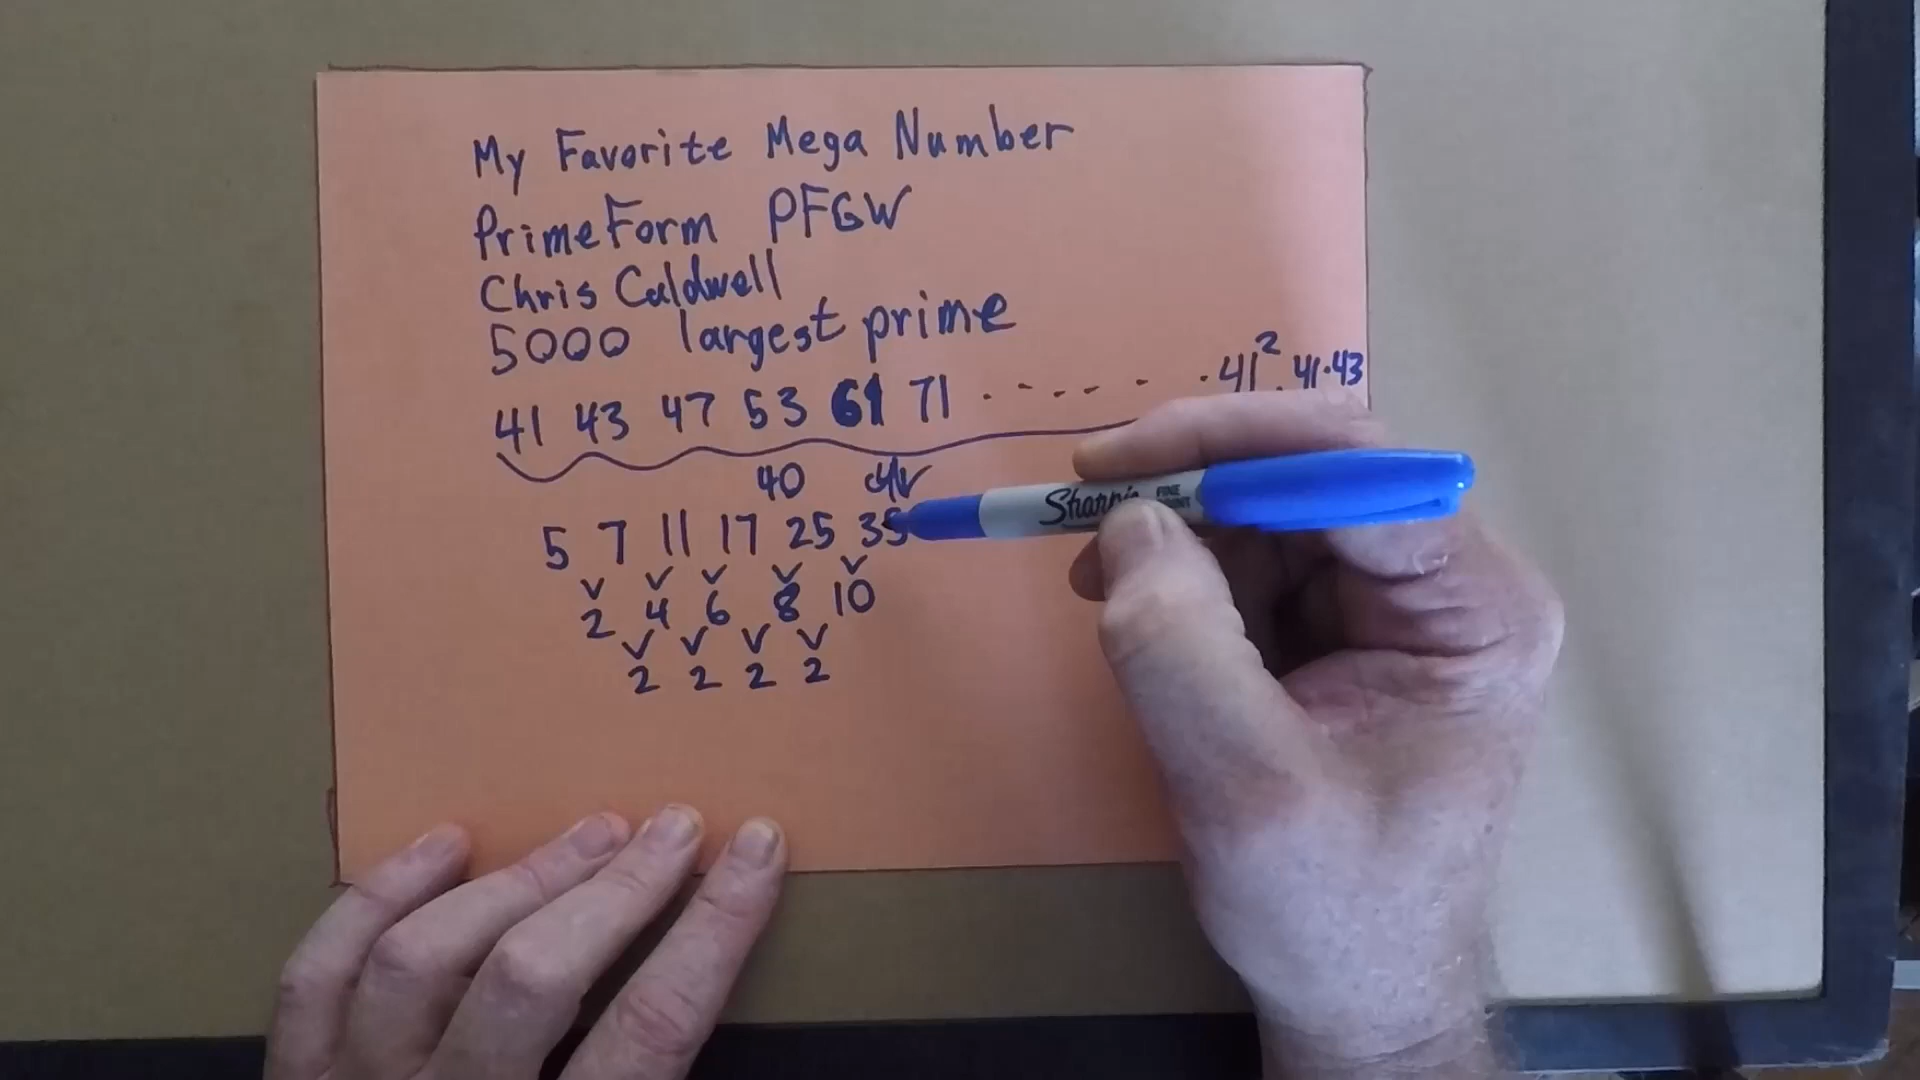 My Favorite Mega Number
PrimeForm PFGW
Chris Caldwell
5000 largest prime
41 43 47 53 61 71 . - . - - - . 41² . 41·43
40
5 7 11 17 25 35
2 4 6 8 10
2 2 2 2
Sharpie FINE POINT